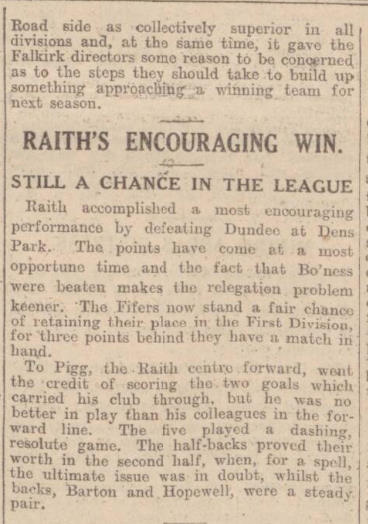 Road side as collectively superior in all
divisions and, at the same time, it gave the
Falkirk directors some reason to be concerned
as to the steps they should take to build up
something approaching a winning team for
next season.
RAITH'S ENCOURAGING WIN.
STILL A CHANCE IN THE LEAGUE
Raith accomplished a most encouraging
performance by defeating Dundee at Dens
Park. The points have come at a most
opportune time and the fact that Bo'ness
were beaten makes the relegation problem
keener. The Fifers now stand a fair chance
of retaining their place in the First Division,
for three points behind they have a match in
hand.
To Pigg, the Raith centre forward, went
the credit of scoring the two goals which
carried his club through, but he was no
better in play than his colleagues in the for-
ward line. The five played a dashing,
resolute game. The half-backs proved their
worth in the second half, when, for a spell,
the ultimate issue was in doubt, whilst the
backs, Barton and Hopewell, were a steady
pair.